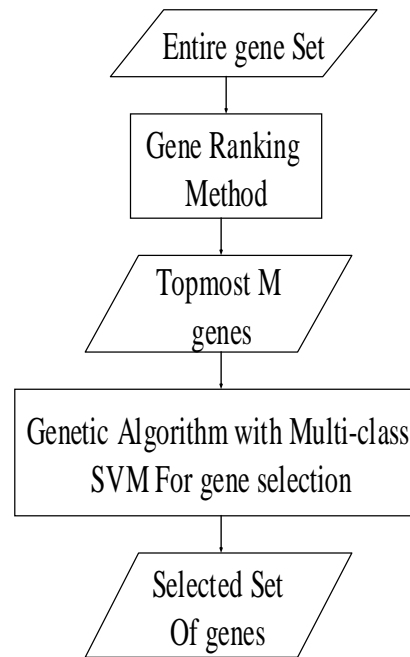 Entire gene Set
Gene Ranking
Method
Topmost M
genes
Genetic Algorithm with Multi-class
SVM For gene selection
Selected Set
Of genes